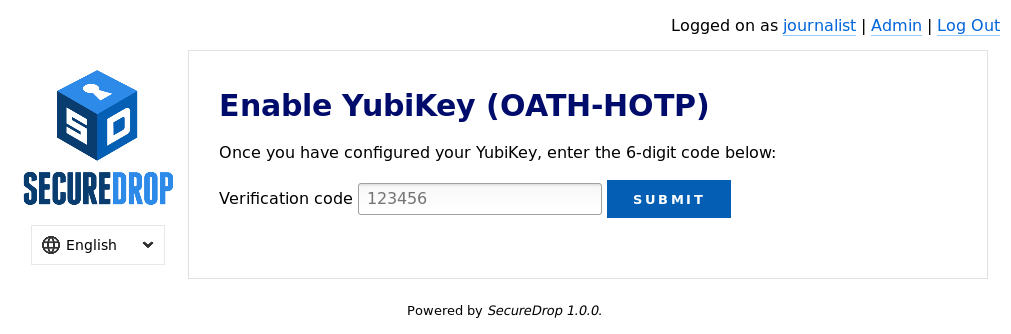 Logged on as journalist | Admin | Log Out
SD
SECUREDROP
English
Enable YubiKey (OATH-HOTP)
Once you have configured your YubiKey, enter the 6-digit code below:
Verification code 123456 SUBMIT
Powered by SecureDrop 1.0.0.